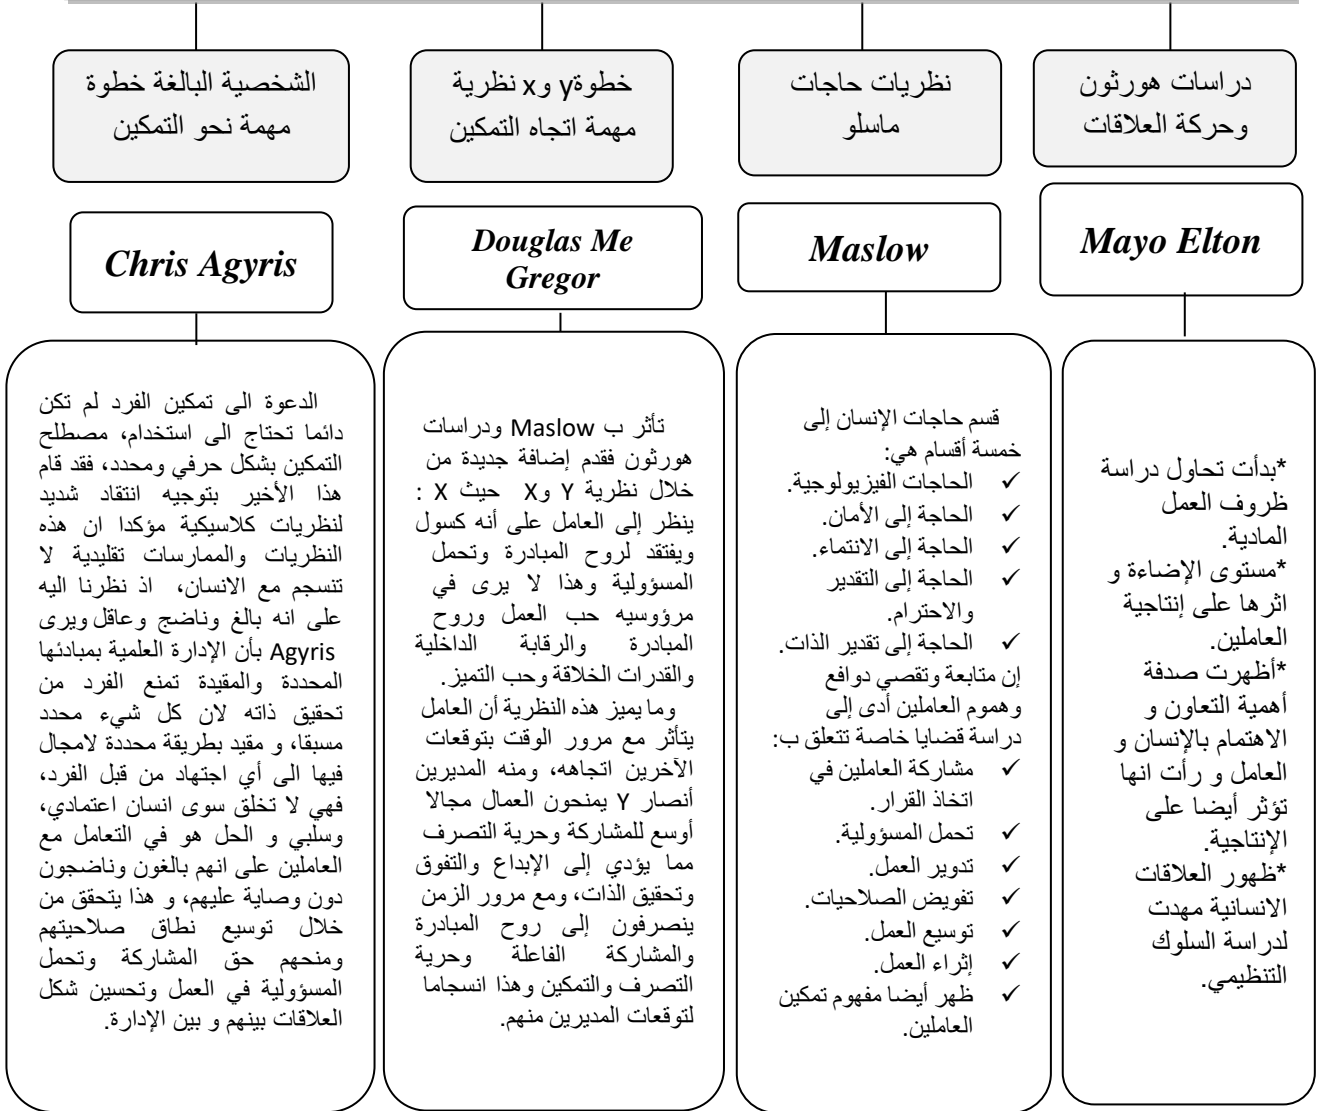 دراسات هورثون
وحركة العلاقات
نظريات حاجات
ماسلو
خطوةy وx نظرية
مهمة اتجاه التمكين
الشخصية البالغة خطوة
مهمة نحو التمكين
Mayo Elton
Maslow
Douglas Me
Gregor
Chris Agyris
*بدأت تحاول دراسة
ظروف العمل
المادية.
*مستوى الإضاءة و
اثرها على إنتاجية
العاملين.
*أظهرت صدفة
أهمية التعاون و
الاهتمام بالإنسان و
العامل و رأت انها
تؤثر أيضا على
الإنتاجية.
*ظهور العلاقات
الانسانية مهدت
لدراسة السلوك
التنظيمي.
قسم حاجات الإنسان إلى
خمسة أقسام هي:
✓ الحاجات الفيزيولوجية.
✓ الحاجة إلى الأمان.
✓ الحاجة إلى الانتماء.
✓ الحاجة إلى التقدير
والاحترام.
✓ الحاجة إلى تقدير الذات.
إن متابعة وتقصي دوافع
وهموم العاملين أدى إلى
دراسة قضايا خاصة تتعلق ب:
✓ مشاركة العاملين في
اتخاذ القرار.
✓ تحمل المسؤولية.
✓ تدوير العمل.
✓ تفويض الصلاحيات.
✓ توسيع العمل.
✓ إثراء العمل.
✓ ظهر أيضا مفهوم تمكين
العاملين.
تأثر ب Maslow ودراسات
هورثون فقدم إضافة جديدة من
خلال نظرية Y وX حيث X :
ينظر إلى العامل على أنه كسول
ويفتقد لروح المبادرة وتحمل
المسؤولية وهذا لا يرى في
مرؤوسيه حب العمل وروح
المبادرة والرقابة الداخلية
والقدرات الخلاقة وحب التميز.
وما يميز هذه النظرية أن العامل
يتأثر مع مرور الوقت بتوقعات
الآخرين اتجاهه، ومنه المديرين
أنصار Y يمنحون العمال مجالا
أوسع للمشاركة وحرية التصرف
مما يؤدي إلى الإبداع والتفوق
وتحقيق الذات، ومع مرور الزمن
ينصرفون إلى روح المبادرة
والمشاركة الفاعلة وحرية
التصرف والتمكين وهذا انسجاما
لتوقعات المديرين منهم.
الدعوة الى تمكين الفرد لم تكن
دائما تحتاج الى استخدام، مصطلح
التمكين بشكل حرفي ومحدد، فقد قام
هذا الأخير بتوجيه انتقاد شديد
لنظريات كلاسيكية مؤكدا ان هذه
النظريات والممارسات تقليدية لا
تنسجم مع الانسان، اذ نظرنا اليه
على انه بالغ وناضج وعاقل ويرى
Agyris بأن الإدارة العلمية بمبادئها
المحددة والمقيدة تمنع الفرد من
تحقيق ذاته لان كل شيء محدد
مسبقا، و مقيد بطريقة محددة لامجال
فيها الى أي اجتهاد من قبل الفرد،
فهي لا تخلق سوى انسان اعتمادي،
وسلبي و الحل هو في التعامل مع
العاملين على انهم بالغون وناضجون
دون وصاية عليهم، و هذا يتحقق من
خلال توسيع نطاق صلاحيتهم
ومنحهم حق المشاركة وتحمل
المسؤولية في العمل وتحسين شكل
العلاقات بينهم و بين الإدارة.